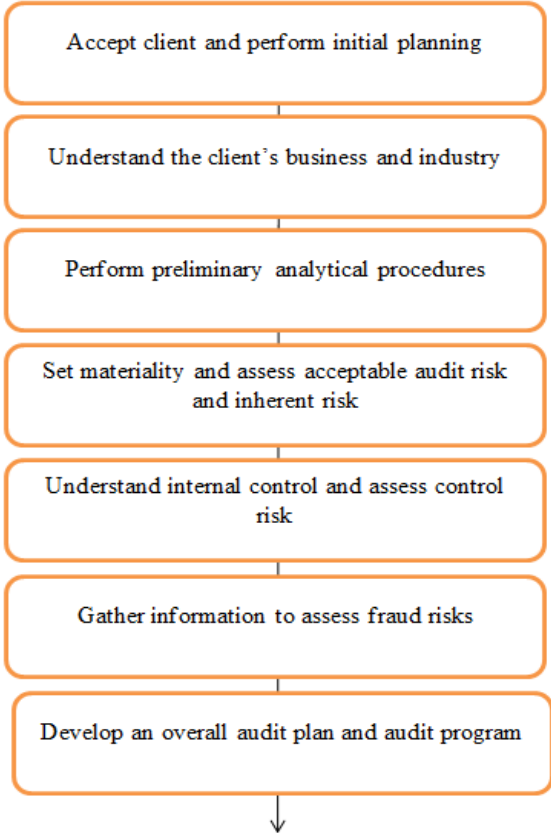 Accept client and perform initial planning
Understand the client’s business and industry
Perform preliminary analytical procedures
Set materiality and assess acceptable audit risk
and inherent risk
Understand internal control and assess control
risk
Gather information to assess fraud risks
Develop an overall audit plan and audit program